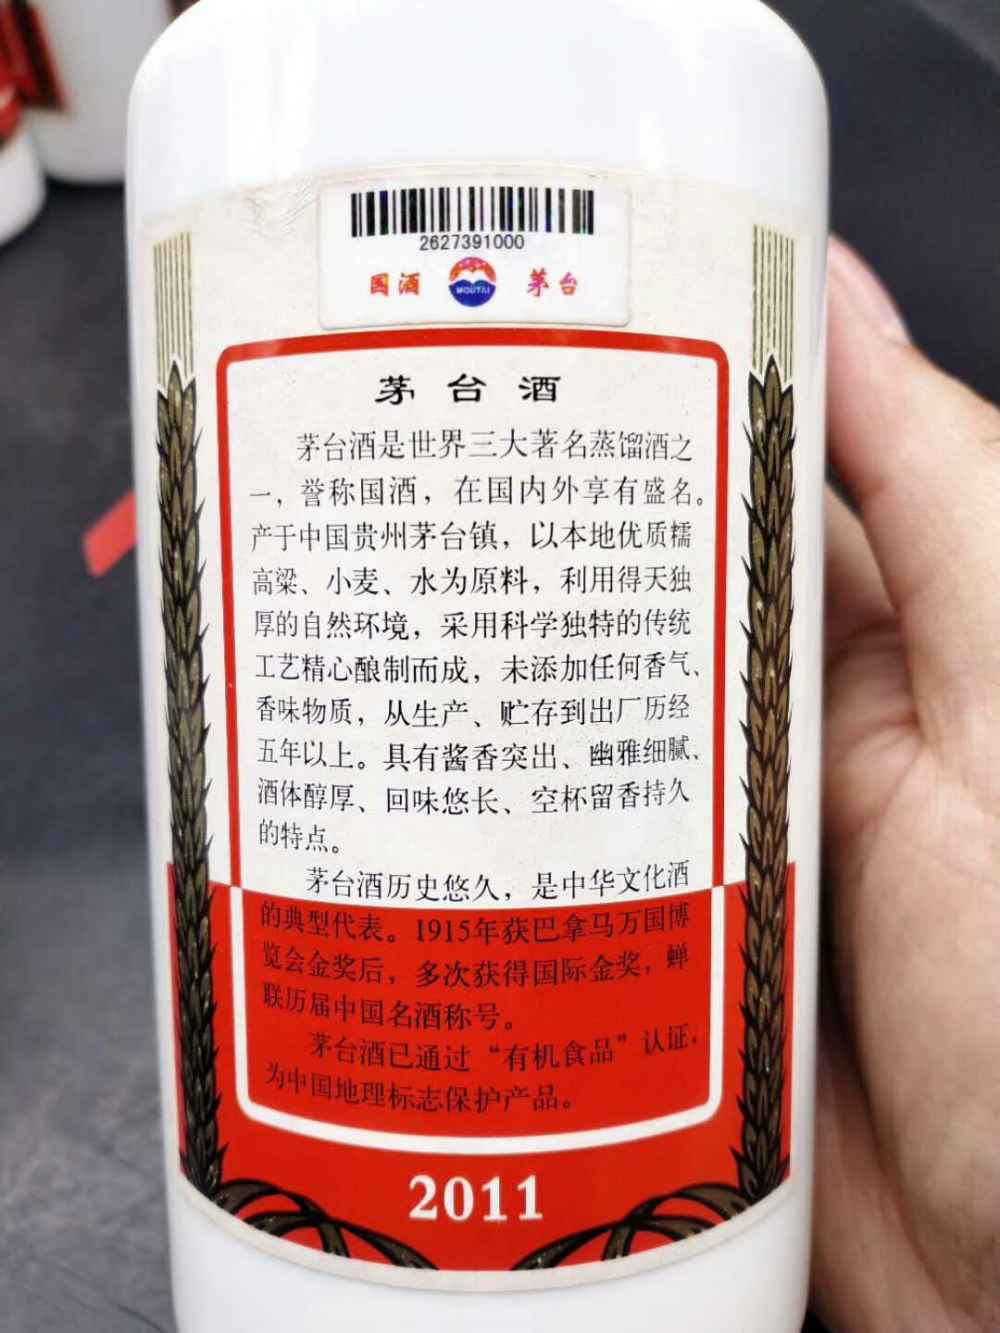 2627391000
国酒 MOUTAI 茅台
茅台酒
茅台酒是世界三大著名蒸馏酒之
一，誉称国酒，在国内外享有盛名。
产于中国贵州茅台镇，以本地优质糯
高粱、小麦、水为原料，利用得天独
厚的自然环境，采用科学独特的传统
工艺精心酿制而成，未添加任何香气、
香味物质，从生产、贮存到出厂历经
五年以上。具有酱香突出、幽雅细腻、
酒体醇厚、回味悠长、空杯留香持久
的特点。
茅台酒历史悠久，是中华文化酒
的典型代表。1915年获巴拿马万国博
览会金奖后，多次获得国际金奖，蝉
联历届中国名酒称号。
茅台酒已通过“有机食品”认证，
为中国地理标志保护产品。
2011